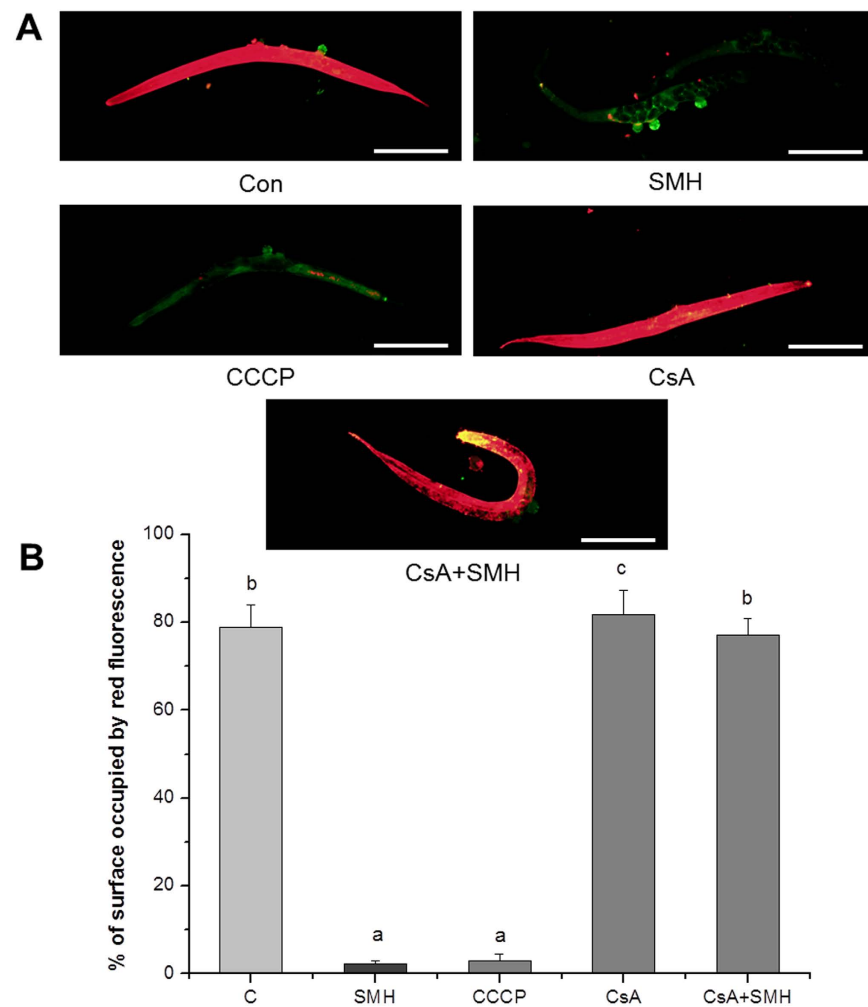 A
Con
SMH
CCCP
CsA
CsA+SMH
B
% of surface occupied by red fluorescence
100
80
60
40
20
0
b
a
a
c
b
C
SMH
CCCP
CsA
CsA+SMH